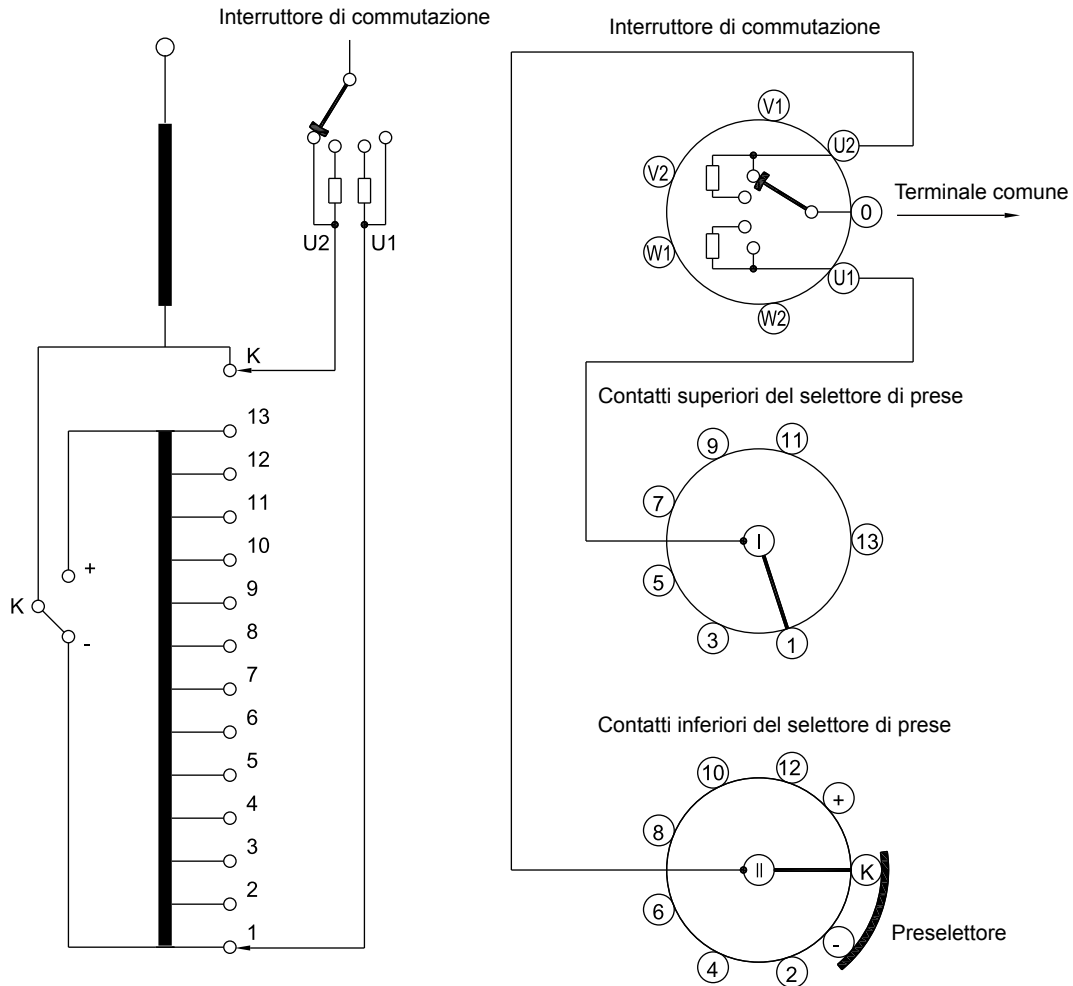 Interruttore di commutazione
U2
U1
K
13
12
11
10
9
8
7
6
5
4
3
2
1
+
K
-
Interruttore di commutazione
V1
U2
V2
0
Terminale comune
W1
U1
W2
Contatti superiori del selettore di prese
9
11
7
I
13
5
3
1
Contatti inferiori del selettore di prese
10
12
+
8
II
K
6
-
Preselettore
4
2